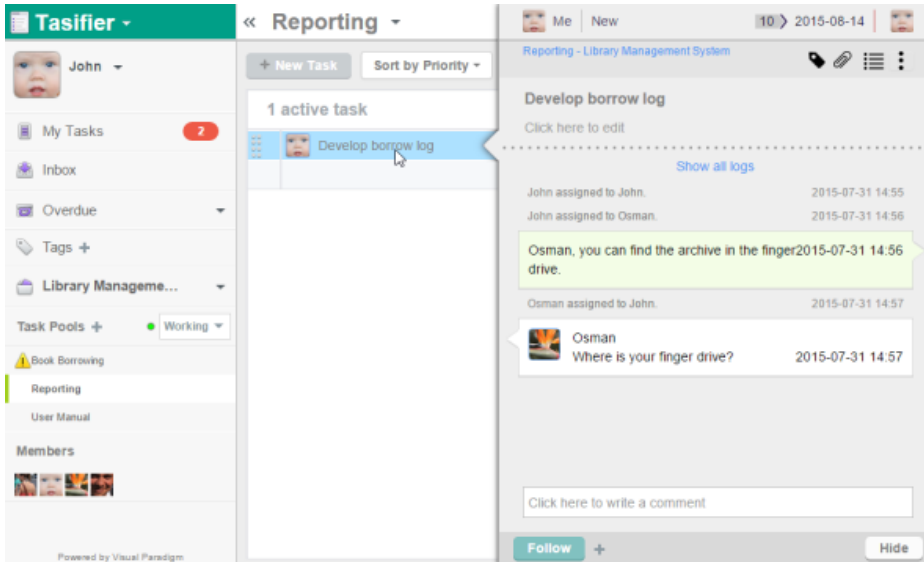 Tasifier
John
My Tasks 2
Inbox
Overdue
Tags +
Library Manageme...
Task Pools + Working
Book Borrowing
Reporting
User Manual
Members
Powered by Visual Paradigm
« Reporting
+ New Task Sort by Priority
1 active task
Develop borrow log
Me New 10 2015-08-14
Reporting - Library Management System
Develop borrow log
Click here to edit
Show all logs
John assigned to John. 2015-07-31 14:55
John assigned to Osman. 2015-07-31 14:56
Osman, you can find the archive in the finger2015-07-31 14:56
drive.
Osman assigned to John. 2015-07-31 14:57
Osman
Where is your finger drive? 2015-07-31 14:57
Click here to write a comment
Follow + Hide